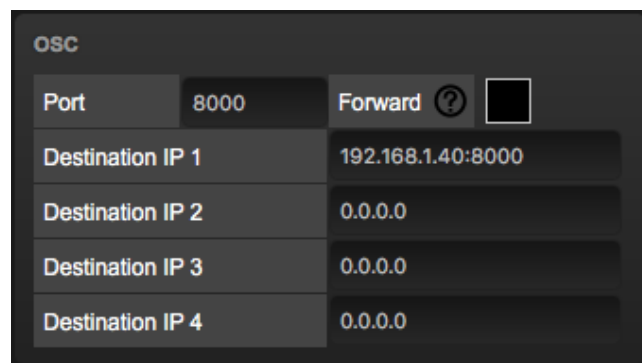 OSC
Port 8000 Forward ?
Destination IP 1 192.168.1.40:8000
Destination IP 2 0.0.0.0
Destination IP 3 0.0.0.0
Destination IP 4 0.0.0.0